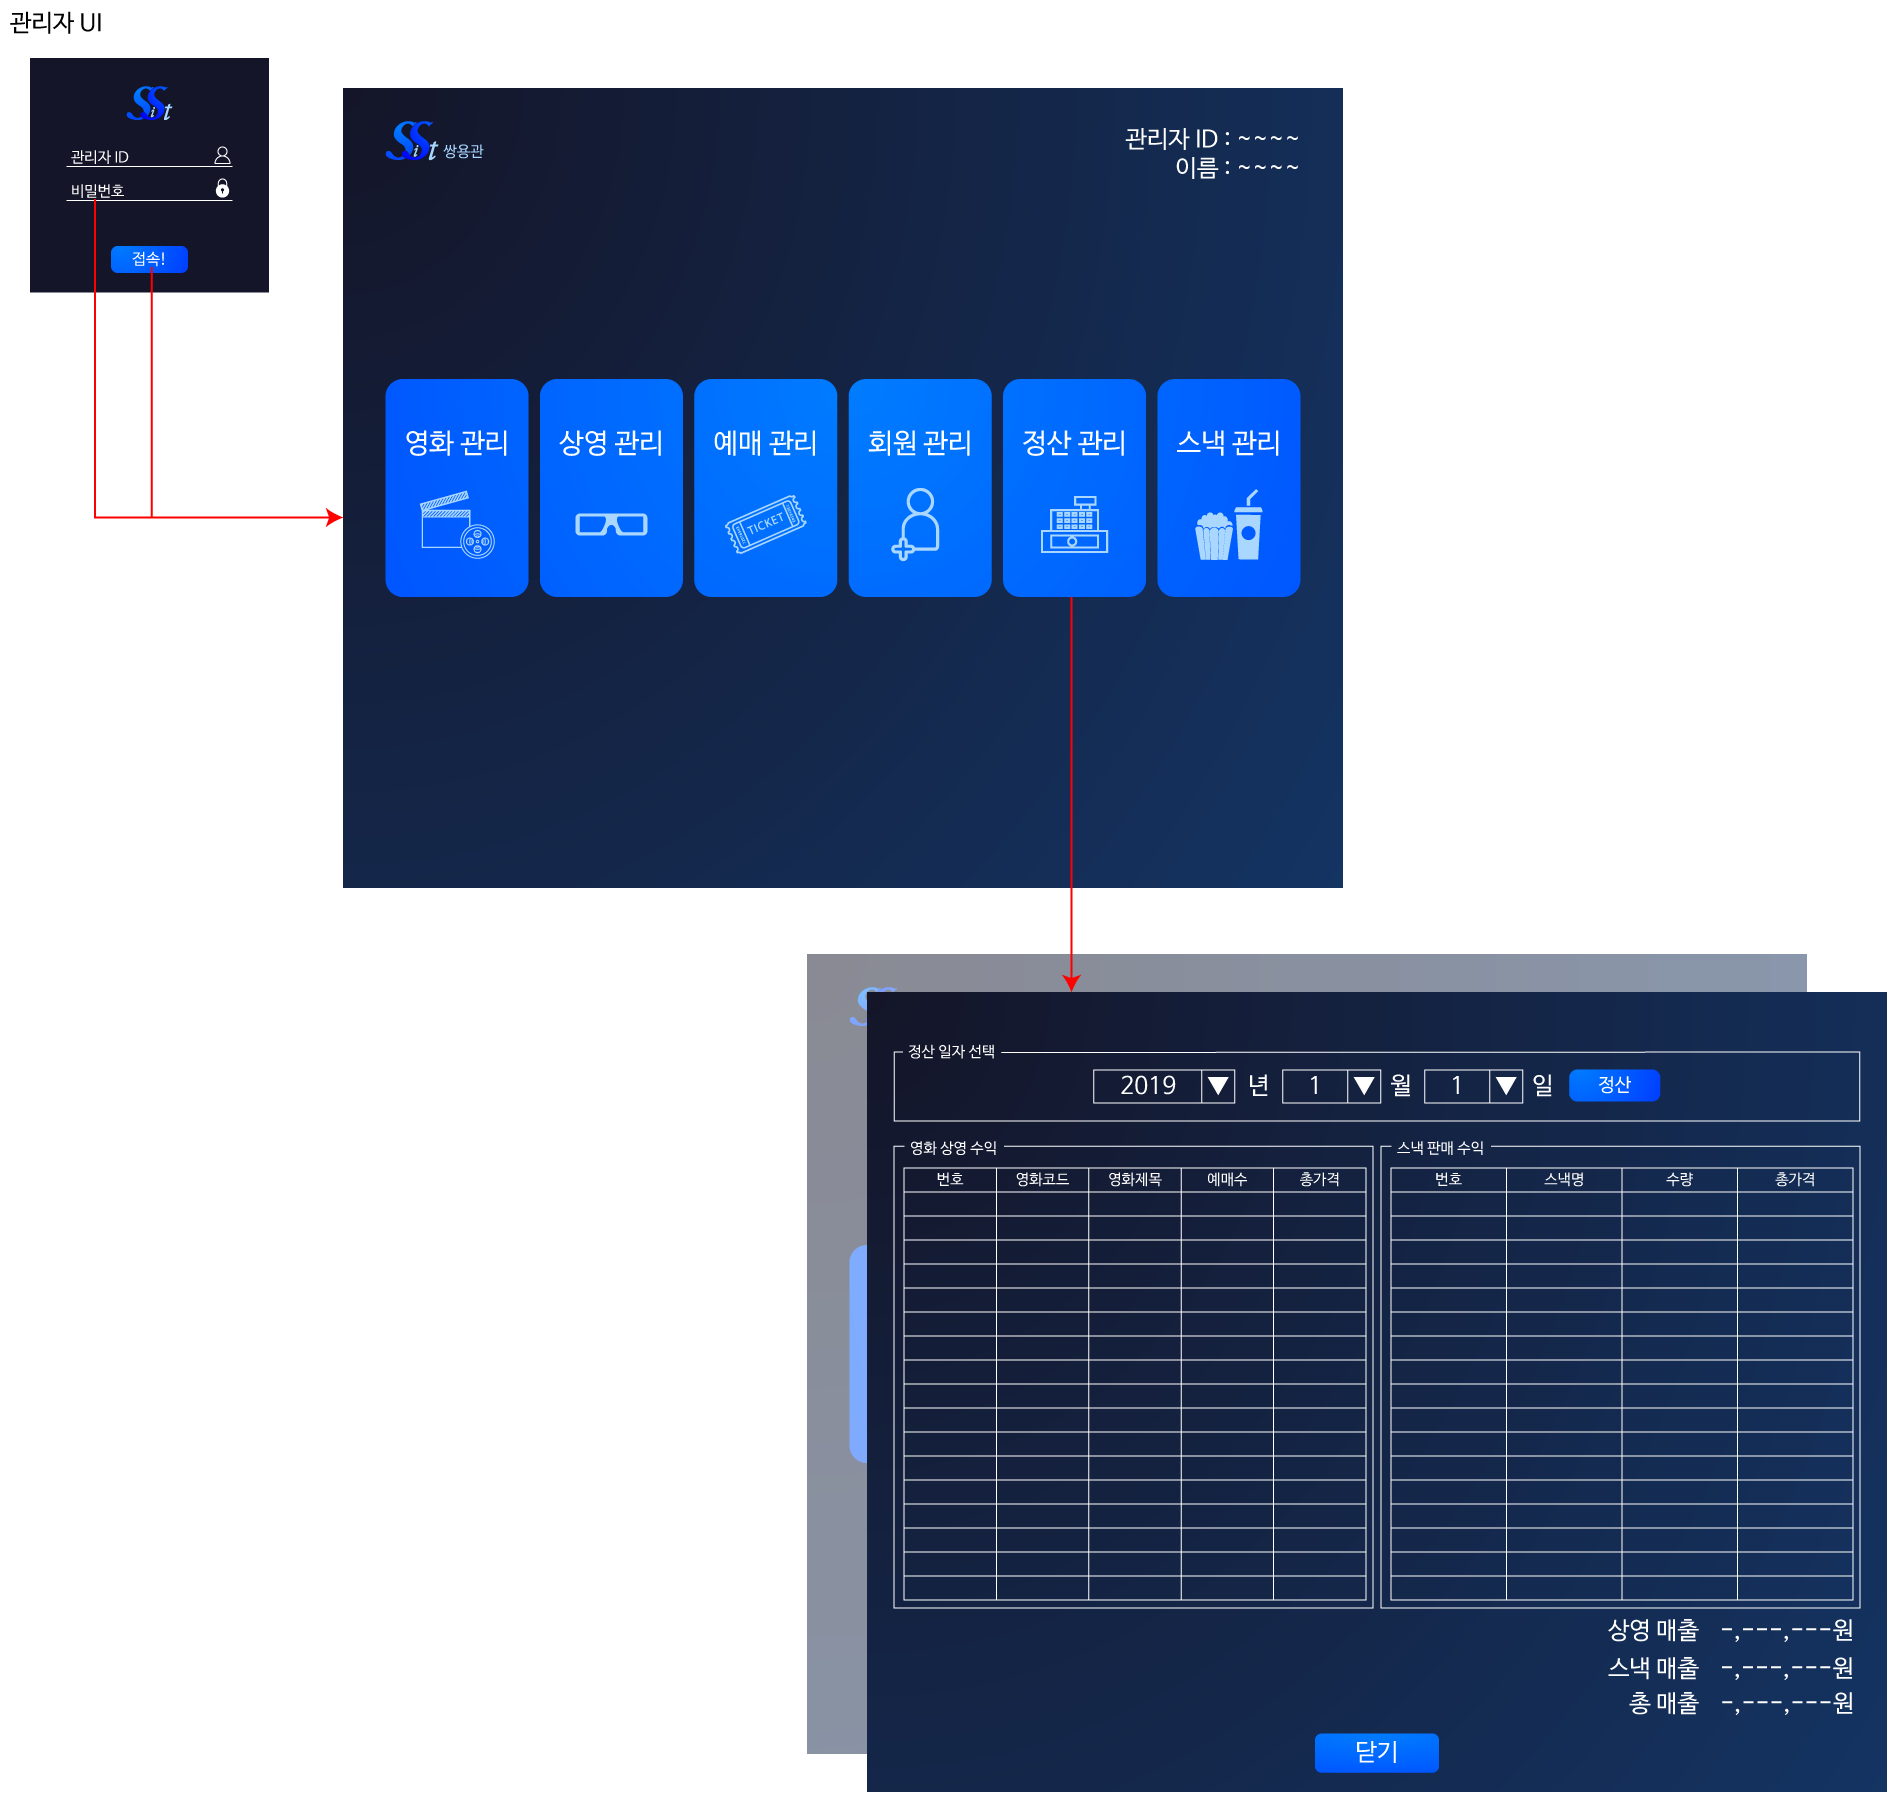 관리자 UI
SSist
관리자 ID
비밀번호
접속!
SSist 쌍용관
관리자 ID : ~~~~
이름 : ~~~~
영화 관리
상영 관리
예매 관리
회원 관리
정산 관리
스낵 관리
TICKET
정산 일자 선택
2019 년 1 월 1 일 정산
영화 상영 수익
번호 영화코드 영화제목 예매수 총가격
스낵 판매 수익
번호 스낵명 수량 총가격
상영 매출 -,---,---원
스낵 매출 -,---,---원
총 매출 -,---,---원
닫기